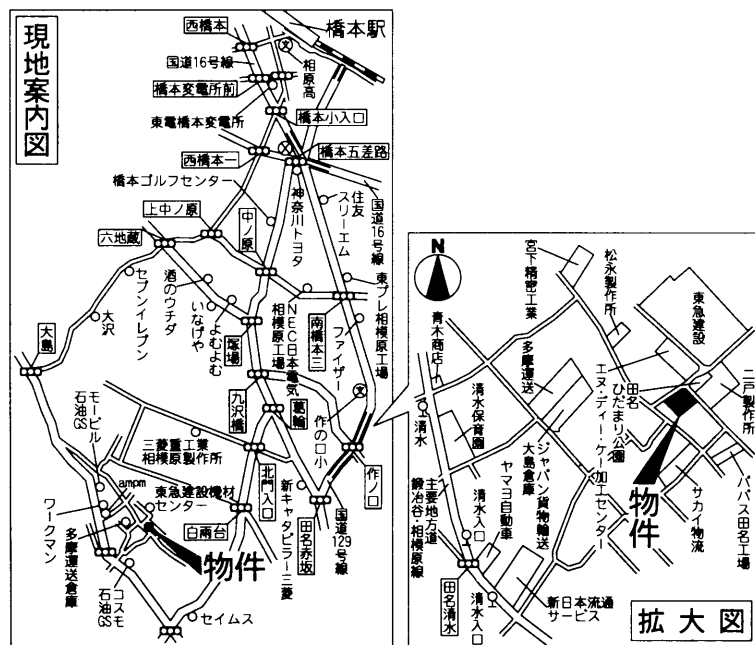 現地案内図
橋本駅
西橋本
国道16号線
相原高
橋本変電所前
東電橋本変電所
橋本小入口
西橋本一
橋本五差路
橋本ゴルフセンター
神奈川トヨタ
住友スリーエム
国道16号線
上中ノ原
中ノ原
六地蔵
セブンイレブン
酒のウチダ
いなげや
よむよむ
NEC日本電気
相模原工場
南橋本三
東プレ相模原工場
ファイザー
大沢
大島
塚場
九沢橋
葛輪
作の口小
作ノ口
モービル
石油GS
三菱重工業
相模原製作所
北門入口
ampm
東急建設機材
センター
新キャタピラー三菱
国道129号線
ワークマン
多摩運送倉庫
白雨台
田名赤坂
物件
コスモ
石油GS
セイムス
N
宮下精密工業
松永製作所
東急建設
青木商店
多摩運送
エヌ・ディー・ケー加工センター
田名
ひだまり公園
二戸製作所
清水
清水保育園
大島倉庫
ジャパン貨物輸送
主要地方道
鍛冶谷・相模原線
清水入口
ヤマヨ自動車
物件
サカイ物流
パパス田名工場
田名清水
清水入口
新日本流通
サービス
拡大図